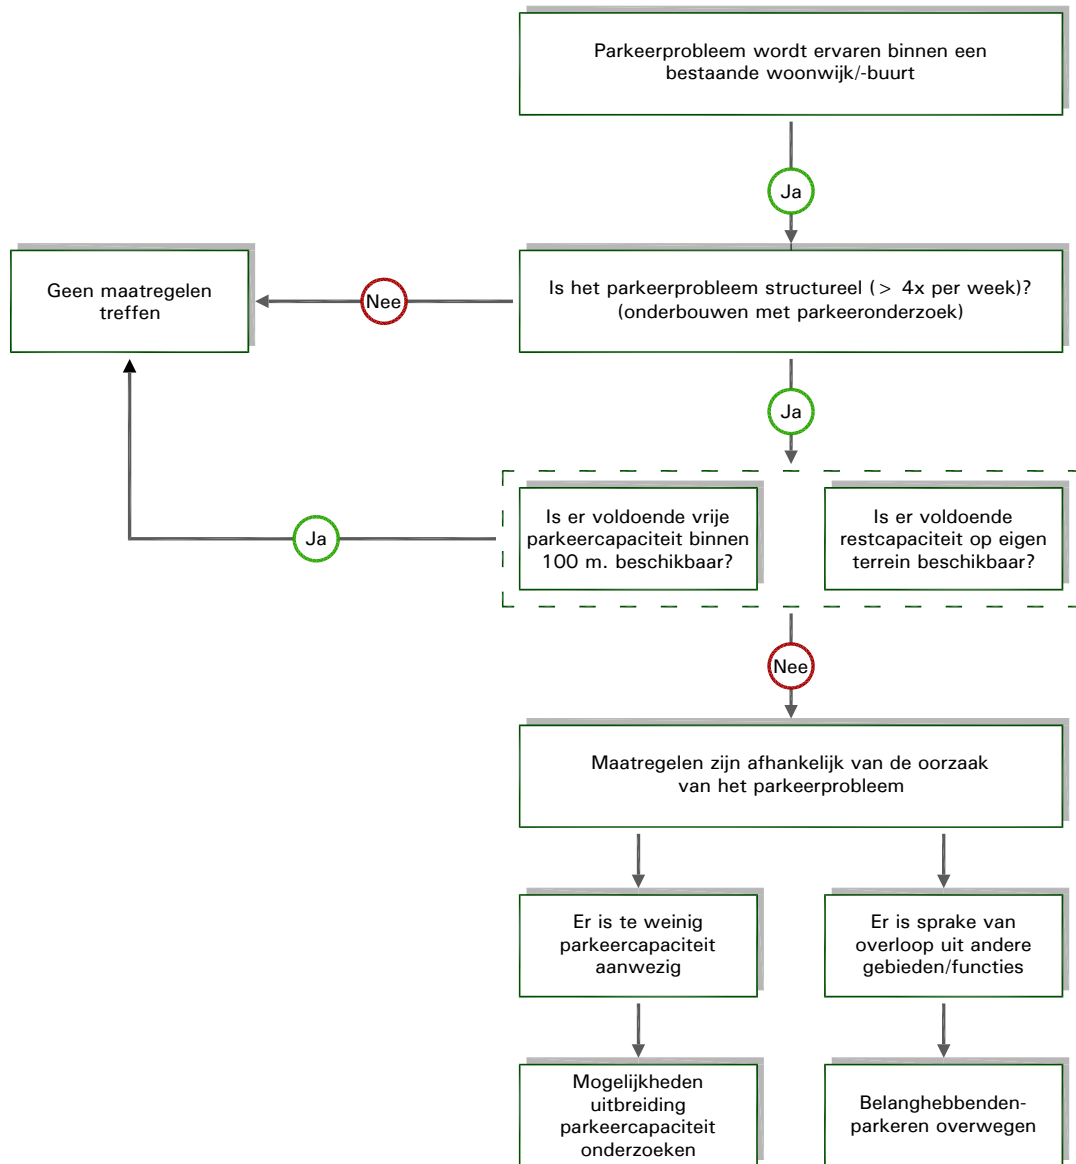 Parkeerprobleem wordt ervaren binnen een
bestaande woonwijk/-buurt
Ja
Geen maatregelen
treffen
Nee
Is het parkeerprobleem structureel (> 4x per week)?
(onderbouwen met parkeeronderzoek)
Ja
Ja
Is er voldoende vrije
parkeercapaciteit binnen
100 m. beschikbaar?
Is er voldoende
restcapaciteit op eigen
terrein beschikbaar?
Nee
Maatregelen zijn afhankelijk van de oorzaak
van het parkeerprobleem
Er is te weinig
parkeercapaciteit
aanwezig
Er is sprake van
overloop uit andere
gebieden/functies
Mogelijkheden
uitbreiding
parkeercapaciteit
onderzoeken
Belanghebbenden-
parkeren overwegen